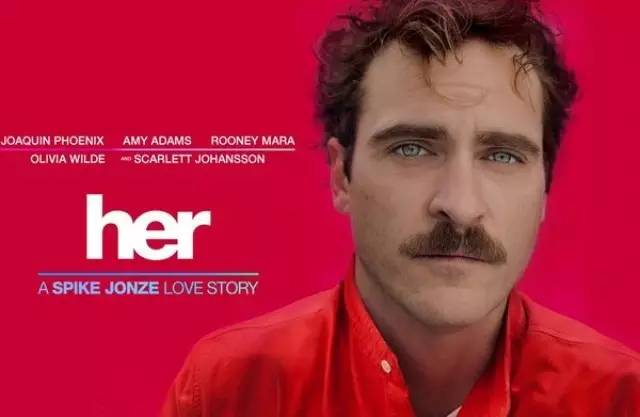 JOAQUIN PHOENIX AMY ADAMS ROONEY MARA
OLIVIA WILDE AND SCARLETT JOHANSSON
her
A SPIKE JONZE LOVE STORY